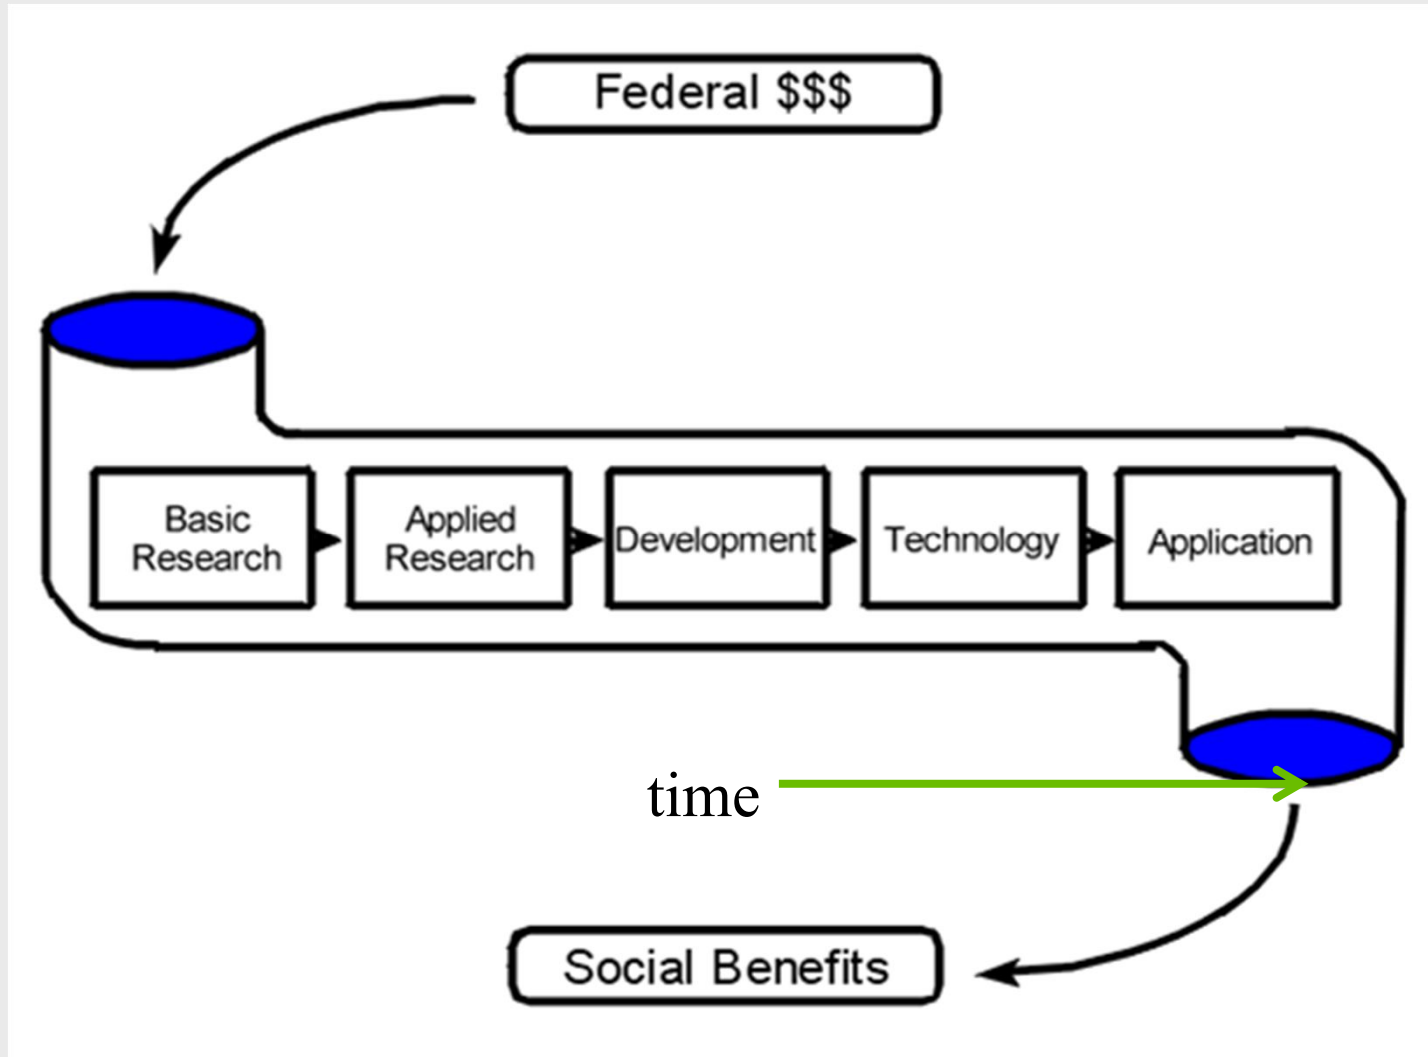 Federal $$$
Basic
Research
Applied
Research
Development
Technology
Application
time
Social Benefits